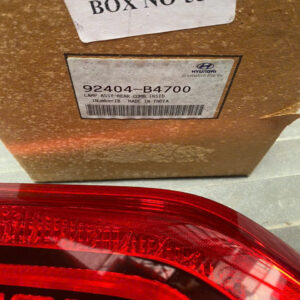 BOX NO
HYUNDAI
92404-B4700
LAMP ASSY-REAR COMB INSID
MADE IN INDIA